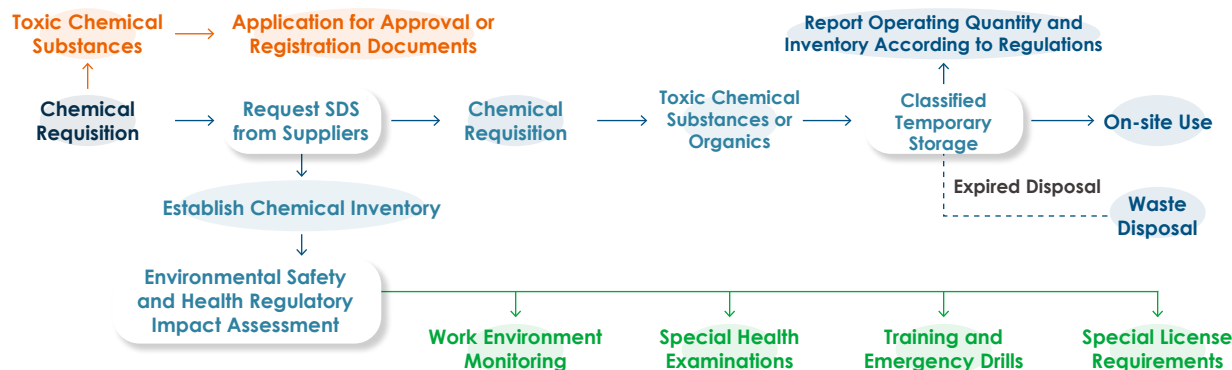 Toxic Chemical
Substances
Application for Approval or
Registration Documents
Report Operating Quantity and
Inventory According to Regulations
Chemical
Requisition
Request SDS
from Suppliers
Chemical
Requisition
Toxic Chemical
Substances or
Organics
Classified
Temporary
Storage
On-site Use
Expired Disposal
Waste
Disposal
Establish Chemical Inventory
Environmental Safety
and Health Regulatory
Impact Assessment
Work Environment
Monitoring
Special Health
Examinations
Training and
Emergency Drills
Special License
Requirements